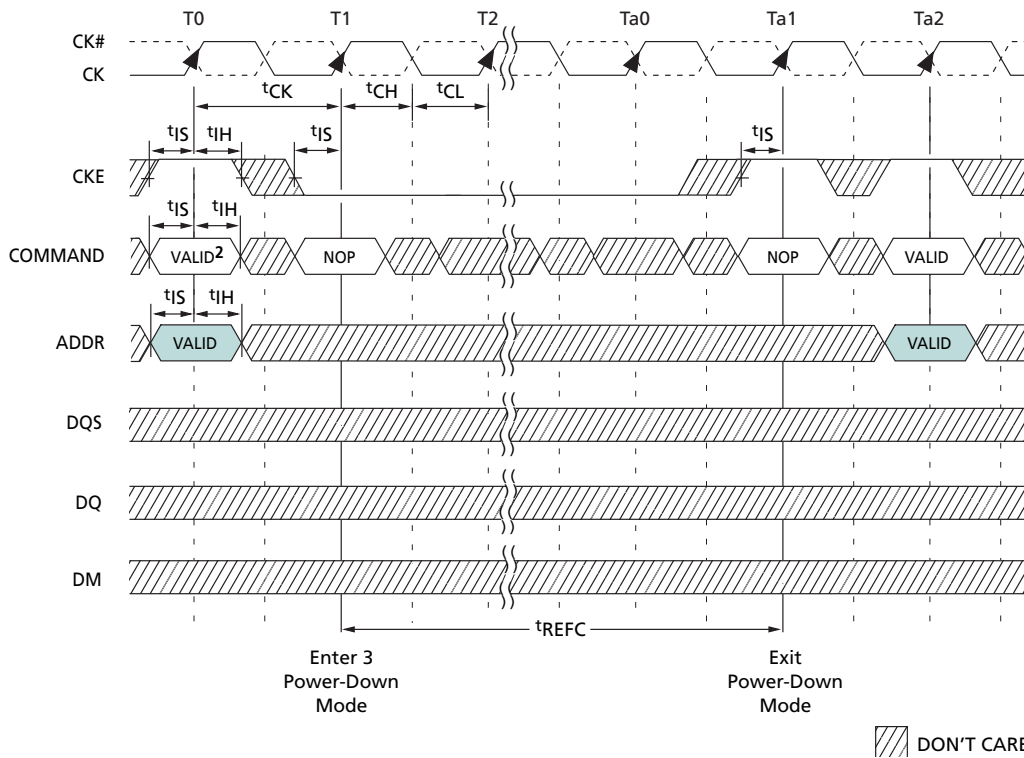 T0 T1 T2 Ta0 Ta1 Ta2
CK#
CK
tCK tCH tCL
tIS tIH tIS tIS
CKE
tIS tIH
COMMAND VALID2 NOP NOP VALID
tIS tIH
ADDR VALID VALID
DQS
DQ
DM
tREFC
Enter 3
Power-Down
Mode
Exit
Power-Down
Mode
DON'T CARE